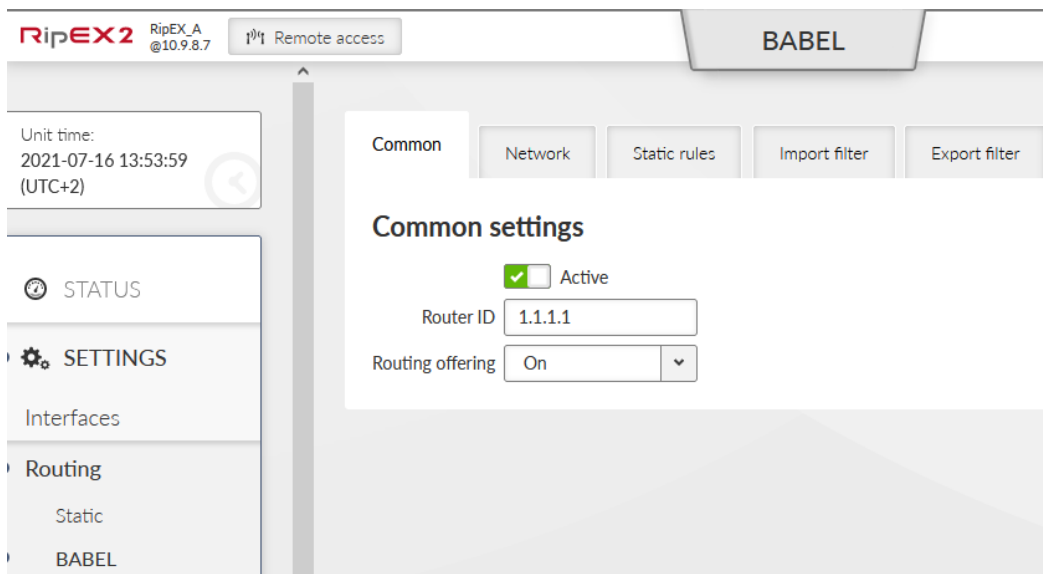 RipEX2
RipEX_A
@10.9.8.7
Remote access
BABEL
Unit time:
2021-07-16 13:53:59
(UTC+2)
STATUS
SETTINGS
Interfaces
Routing
Static
BABEL
Common
Network
Static rules
Import filter
Export filter
Common settings
Active
Router ID 1.1.1.1
Routing offering On